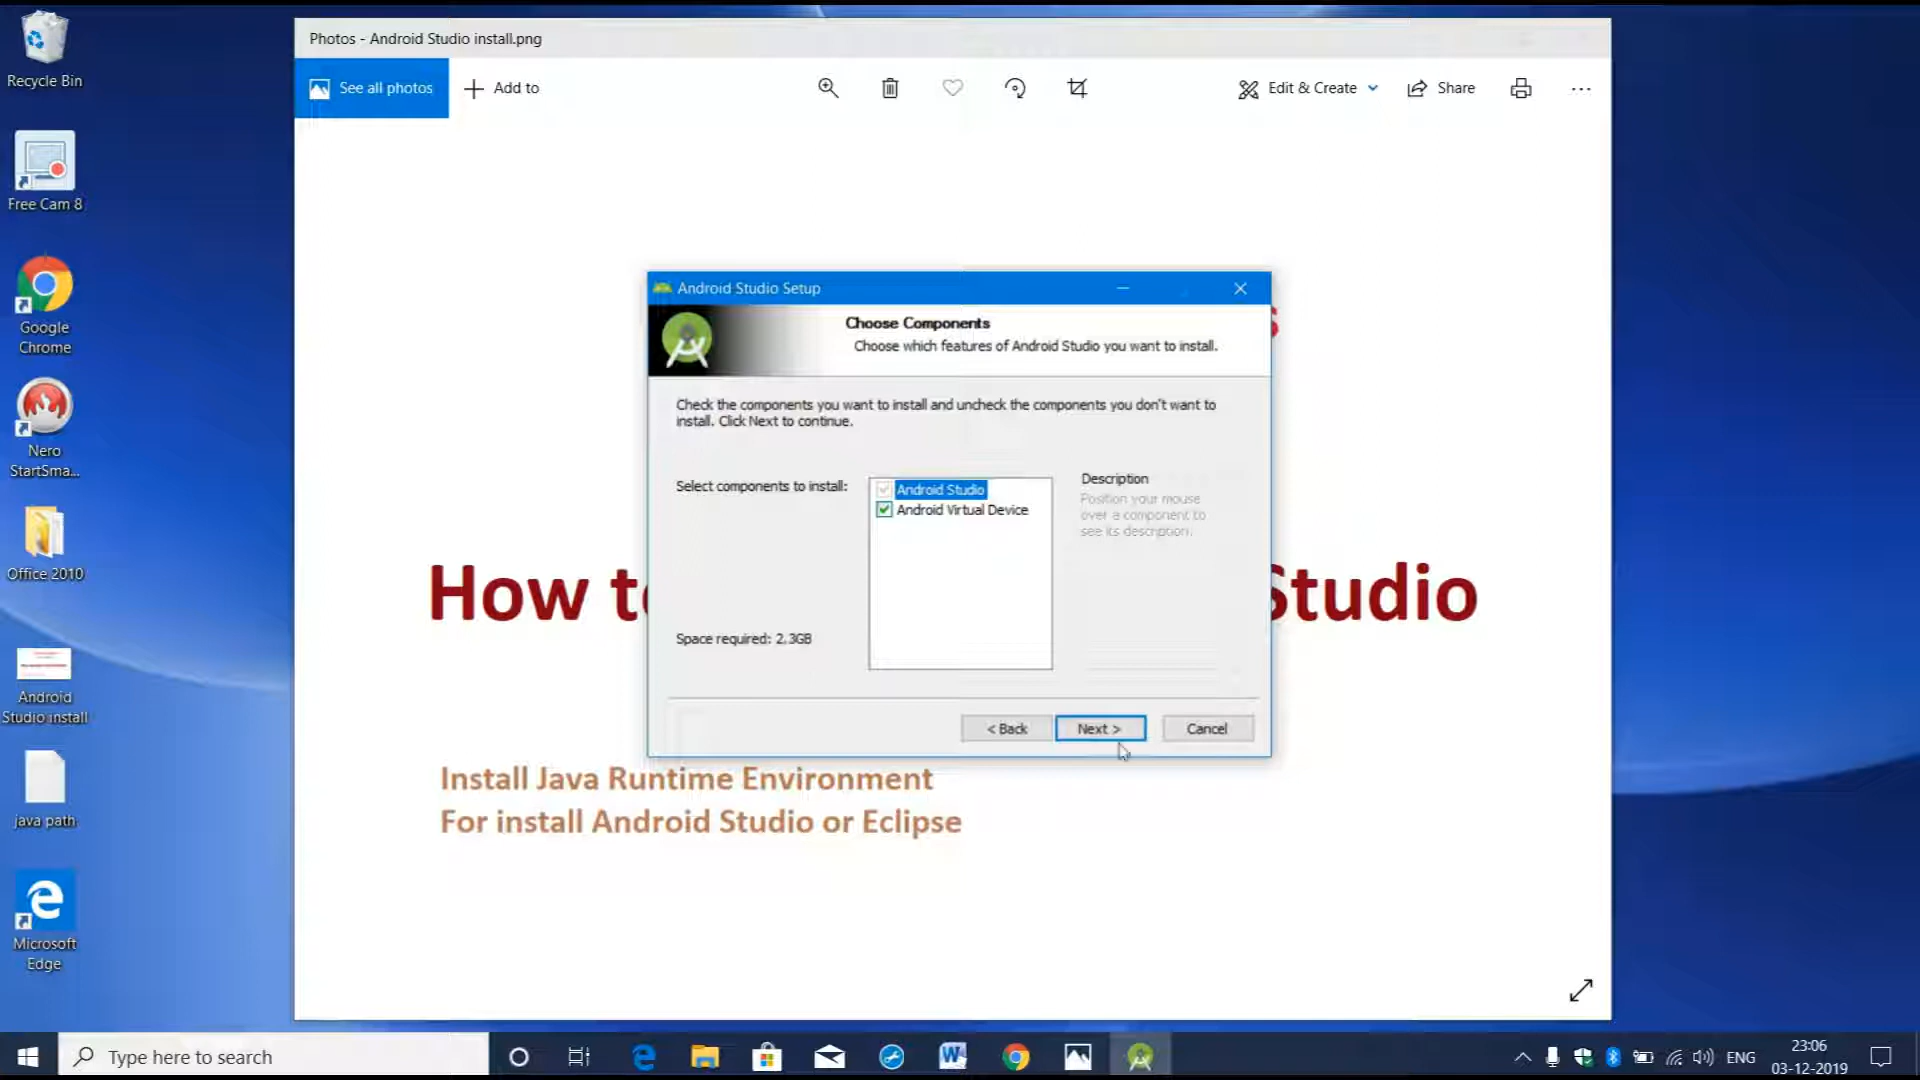 Recycle Bin
Free Cam 8
Google
Chrome
Nero
StartSma...
Office 2010
Android
Studio install
java path
Microsoft
Edge
Photos - Android Studio install.png
See all photos
Add to
Edit & Create
Share
Android Studio Setup
Choose Components
Choose which features of Android Studio you want to install.
Check the components you want to install and uncheck the components you don't want to
install. Click Next to continue.
Select components to install:
Android Studio
Android Virtual Device
Description
Position your mouse
over a component to
see its description.
Space required: 2.3GB
< Back
Next >
Cancel
s
How to
Studio
Install Java Runtime Environment
For install Android Studio or Eclipse
Type here to search
ENG
23:06
03-12-2019